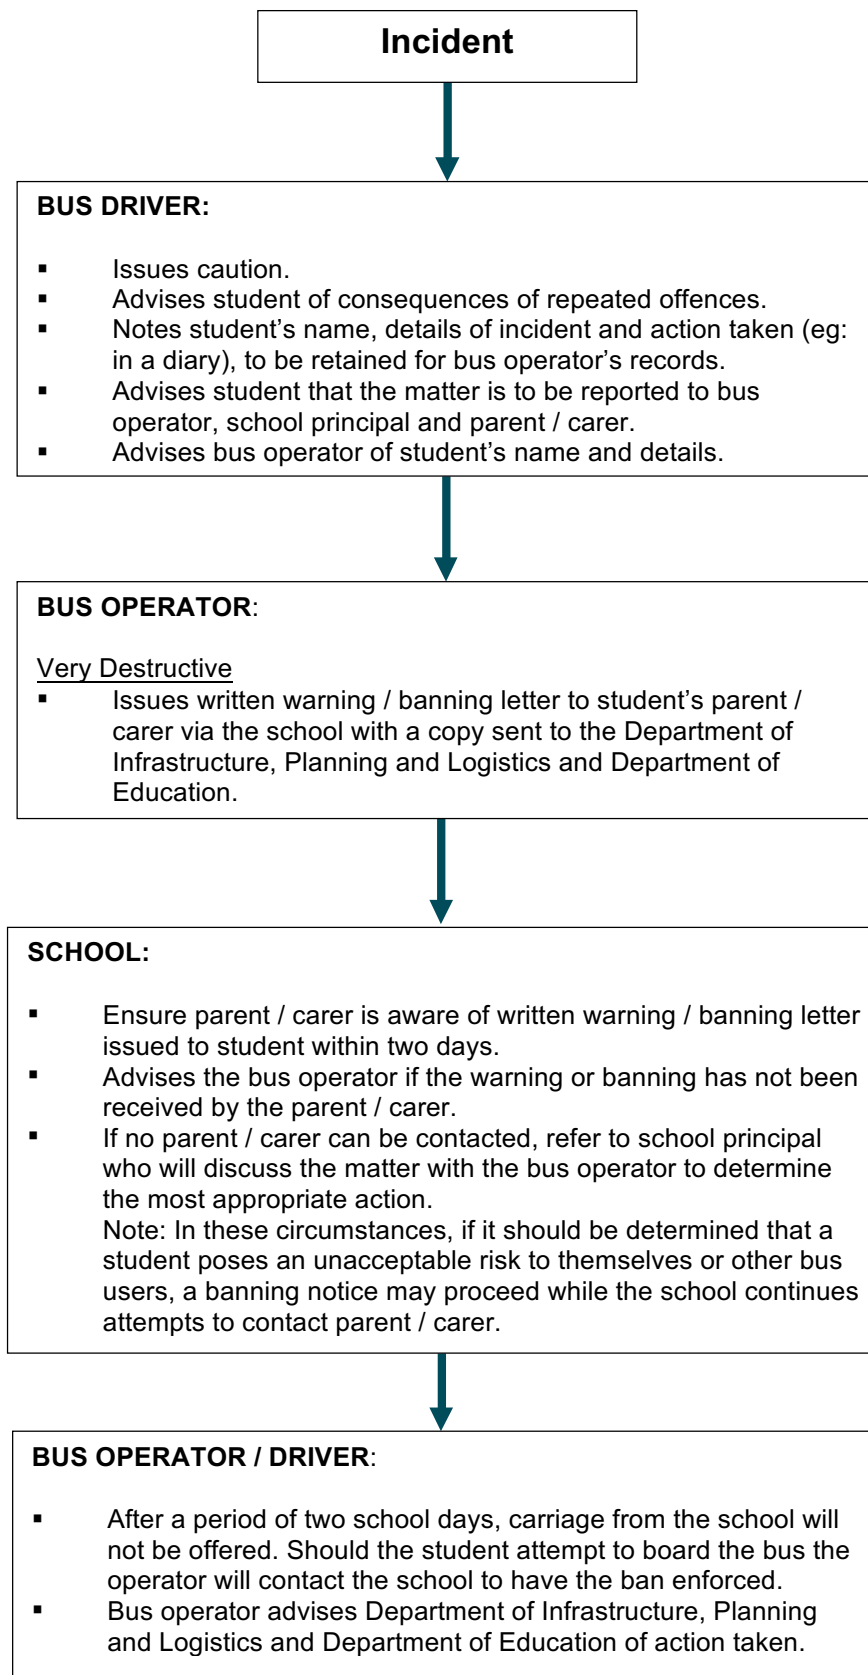 Incident
BUS DRIVER:
▪ Issues caution.
▪ Advises student of consequences of repeated offences.
▪ Notes student’s name, details of incident and action taken (eg:
in a diary), to be retained for bus operator’s records.
▪ Advises student that the matter is to be reported to bus
operator, school principal and parent / carer.
▪ Advises bus operator of student’s name and details.
BUS OPERATOR:
Very Destructive
▪ Issues written warning / banning letter to student’s parent /
carer via the school with a copy sent to the Department of
Infrastructure, Planning and Logistics and Department of
Education.
SCHOOL:
▪ Ensure parent / carer is aware of written warning / banning letter
issued to student within two days.
▪ Advises the bus operator if the warning or banning has not been
received by the parent / carer.
▪ If no parent / carer can be contacted, refer to school principal
who will discuss the matter with the bus operator to determine
the most appropriate action.
Note: In these circumstances, if it should be determined that a
student poses an unacceptable risk to themselves or other bus
users, a banning notice may proceed while the school continues
attempts to contact parent / carer.
BUS OPERATOR / DRIVER:
▪ After a period of two school days, carriage from the school will
not be offered. Should the student attempt to board the bus the
operator will contact the school to have the ban enforced.
▪ Bus operator advises Department of Infrastructure, Planning
and Logistics and Department of Education of action taken.